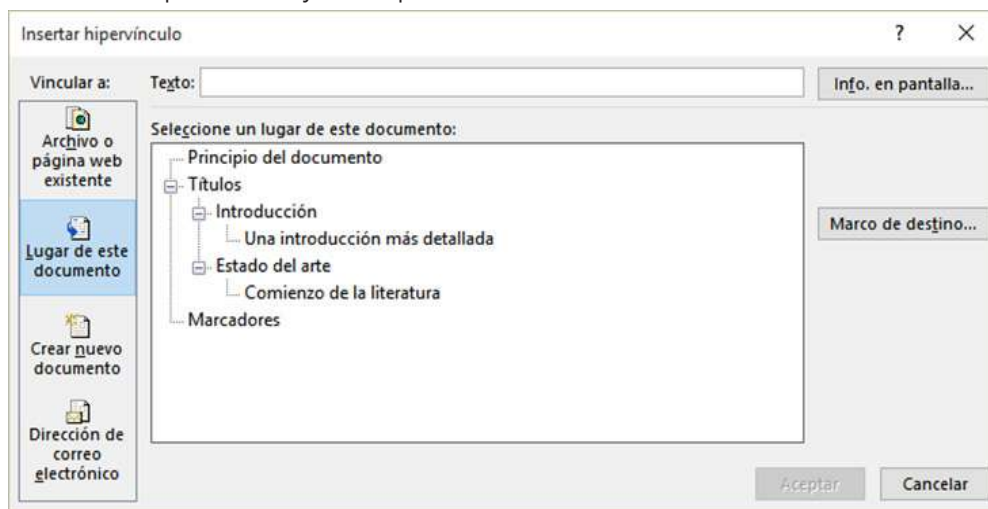 Insertar hipervínculo
Vincular a:
Texto:
Info. en pantalla...
Archivo o
página web
existente
Lugar de este
documento
Crear nuevo
documento
Dirección de
correo
electrónico
Seleccione un lugar de este documento:
Principio del documento
Títulos
Introducción
Una introducción más detallada
Estado del arte
Comienzo de la literatura
Marcadores
Marco de destino...
Aceptar
Cancelar